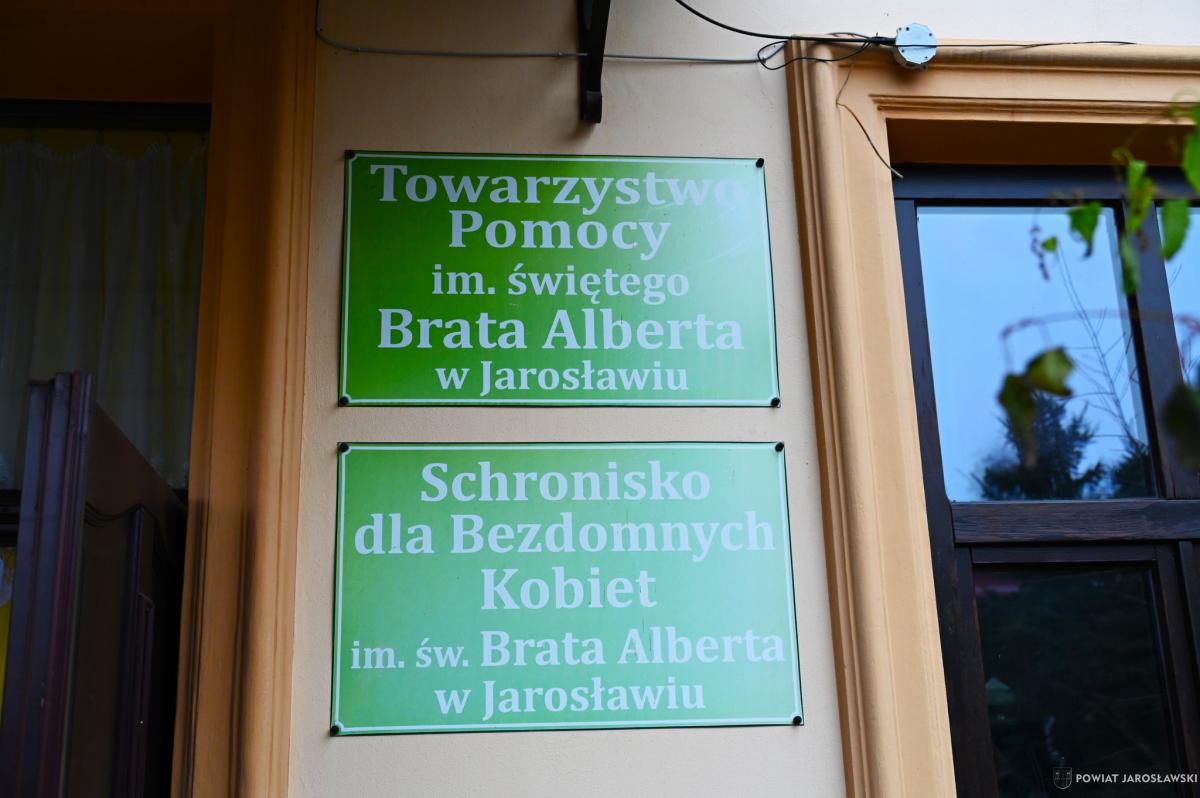 Towarzystwo
Pomocy
im. świętego
Brata Alberta
w Jarosławiu
Schronisko
dla Bezdomnych
Kobiet
im. św. Brata Alberta
w Jarosławiu
POWIAT JAROSŁAWSKI